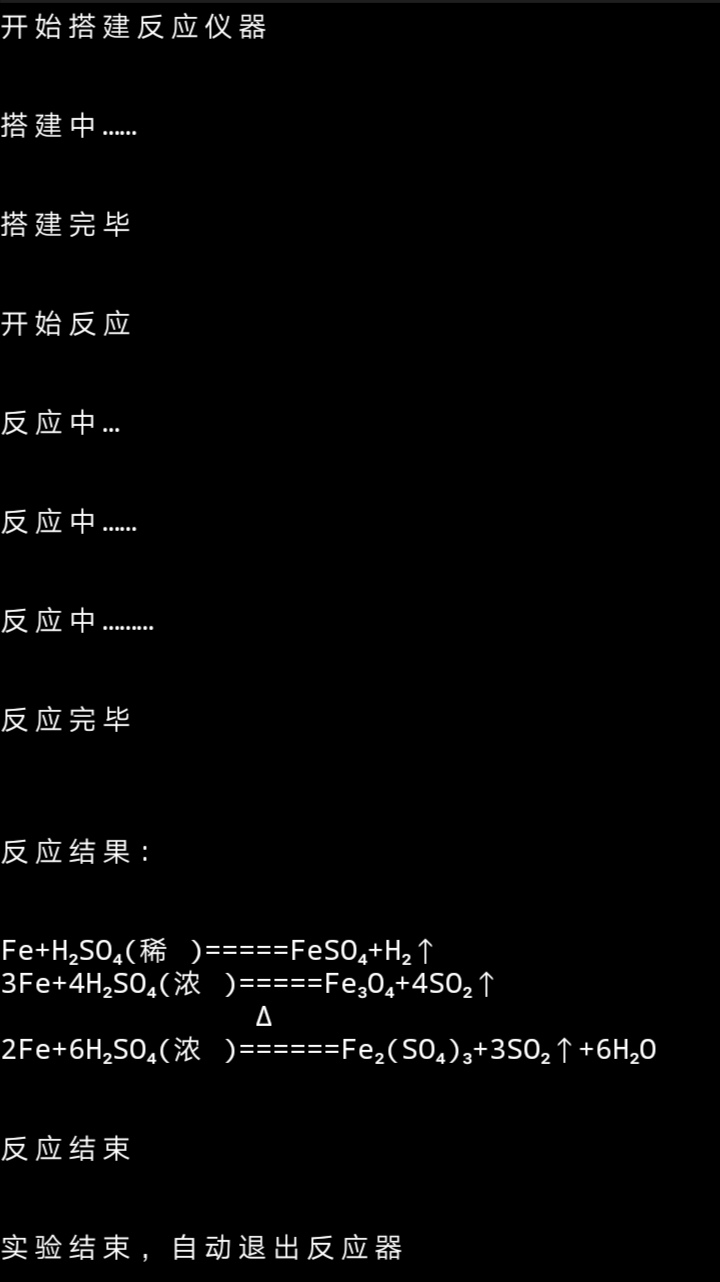 开始搭建反应仪器
搭建中……
搭建完毕
开始反应
反应中…
反应中……
反应中………
反应完毕
反应结果：
Fe+H₂SO₄(稀 )=====FeSO₄+H₂↑
3Fe+4H₂SO₄(浓 )=====Fe₃O₄+4SO₂↑
Δ
2Fe+6H₂SO₄(浓 )======Fe₂(SO₄)₃+3SO₂↑+6H₂O
反应结束
实验结束，自动退出反应器